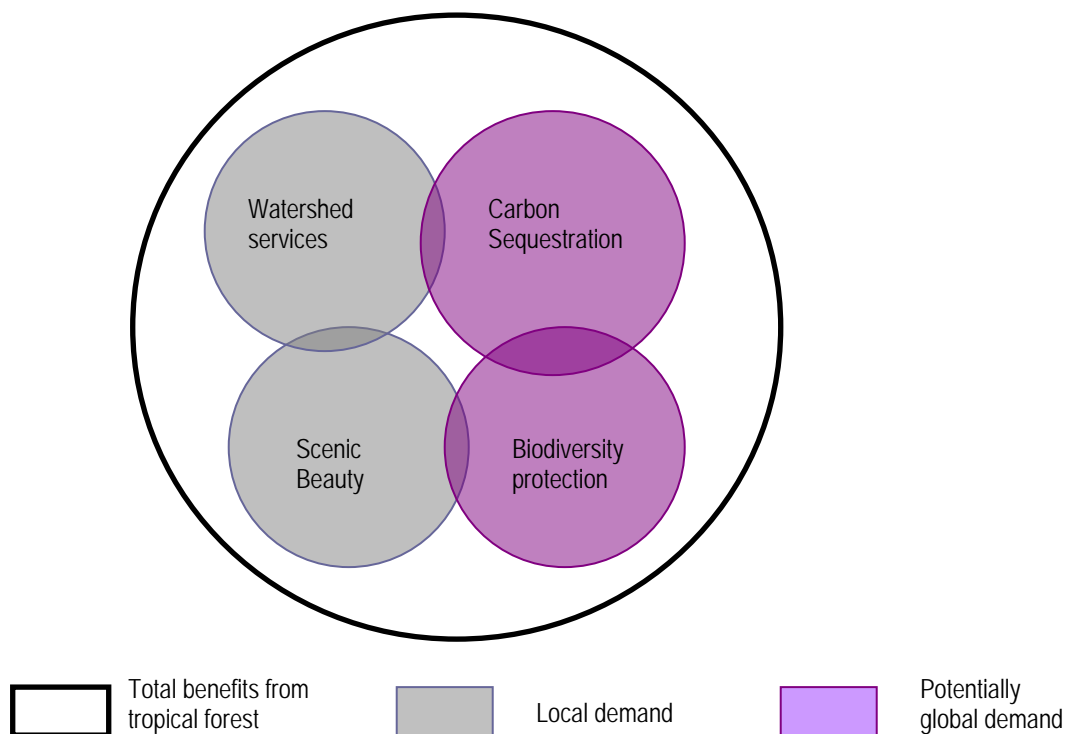 Watershed
services
Carbon
Sequestration
Scenic
Beauty
Biodiversity
protection
Total benefits from
tropical forest
Local demand
Potentially
global demand